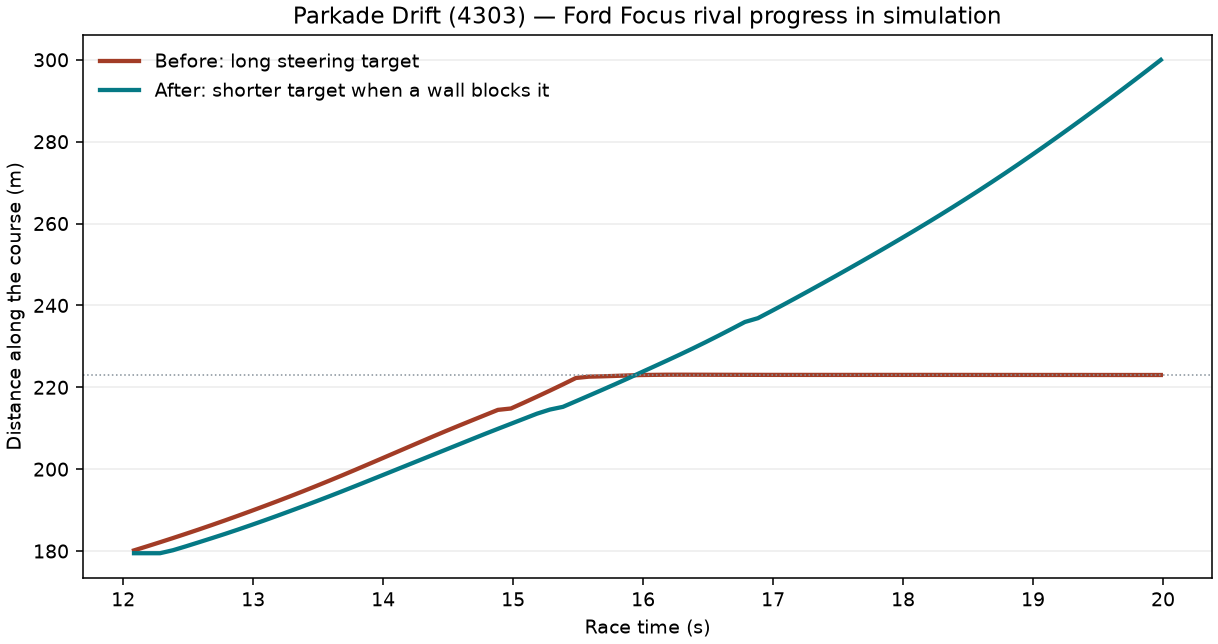 Parkade Drift (4303) — Ford Focus rival progress in simulation
Before: long steering target
After: shorter target when a wall blocks it
Distance along the course (m)
300
280
260
240
220
200
180
12 13 14 15 16 17 18 19 20
Race time (s)